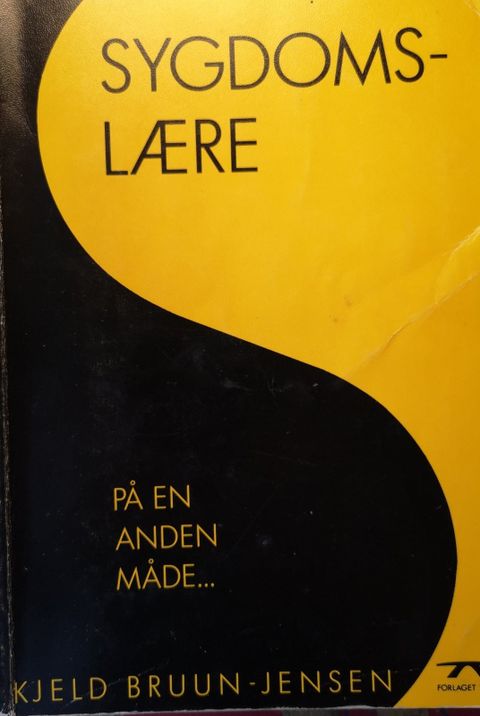 SYGDOMS-
LÆRE
PÅ EN
ANDEN
MÅDE...
KJELD BRUUN-JENSEN
FORLAGET